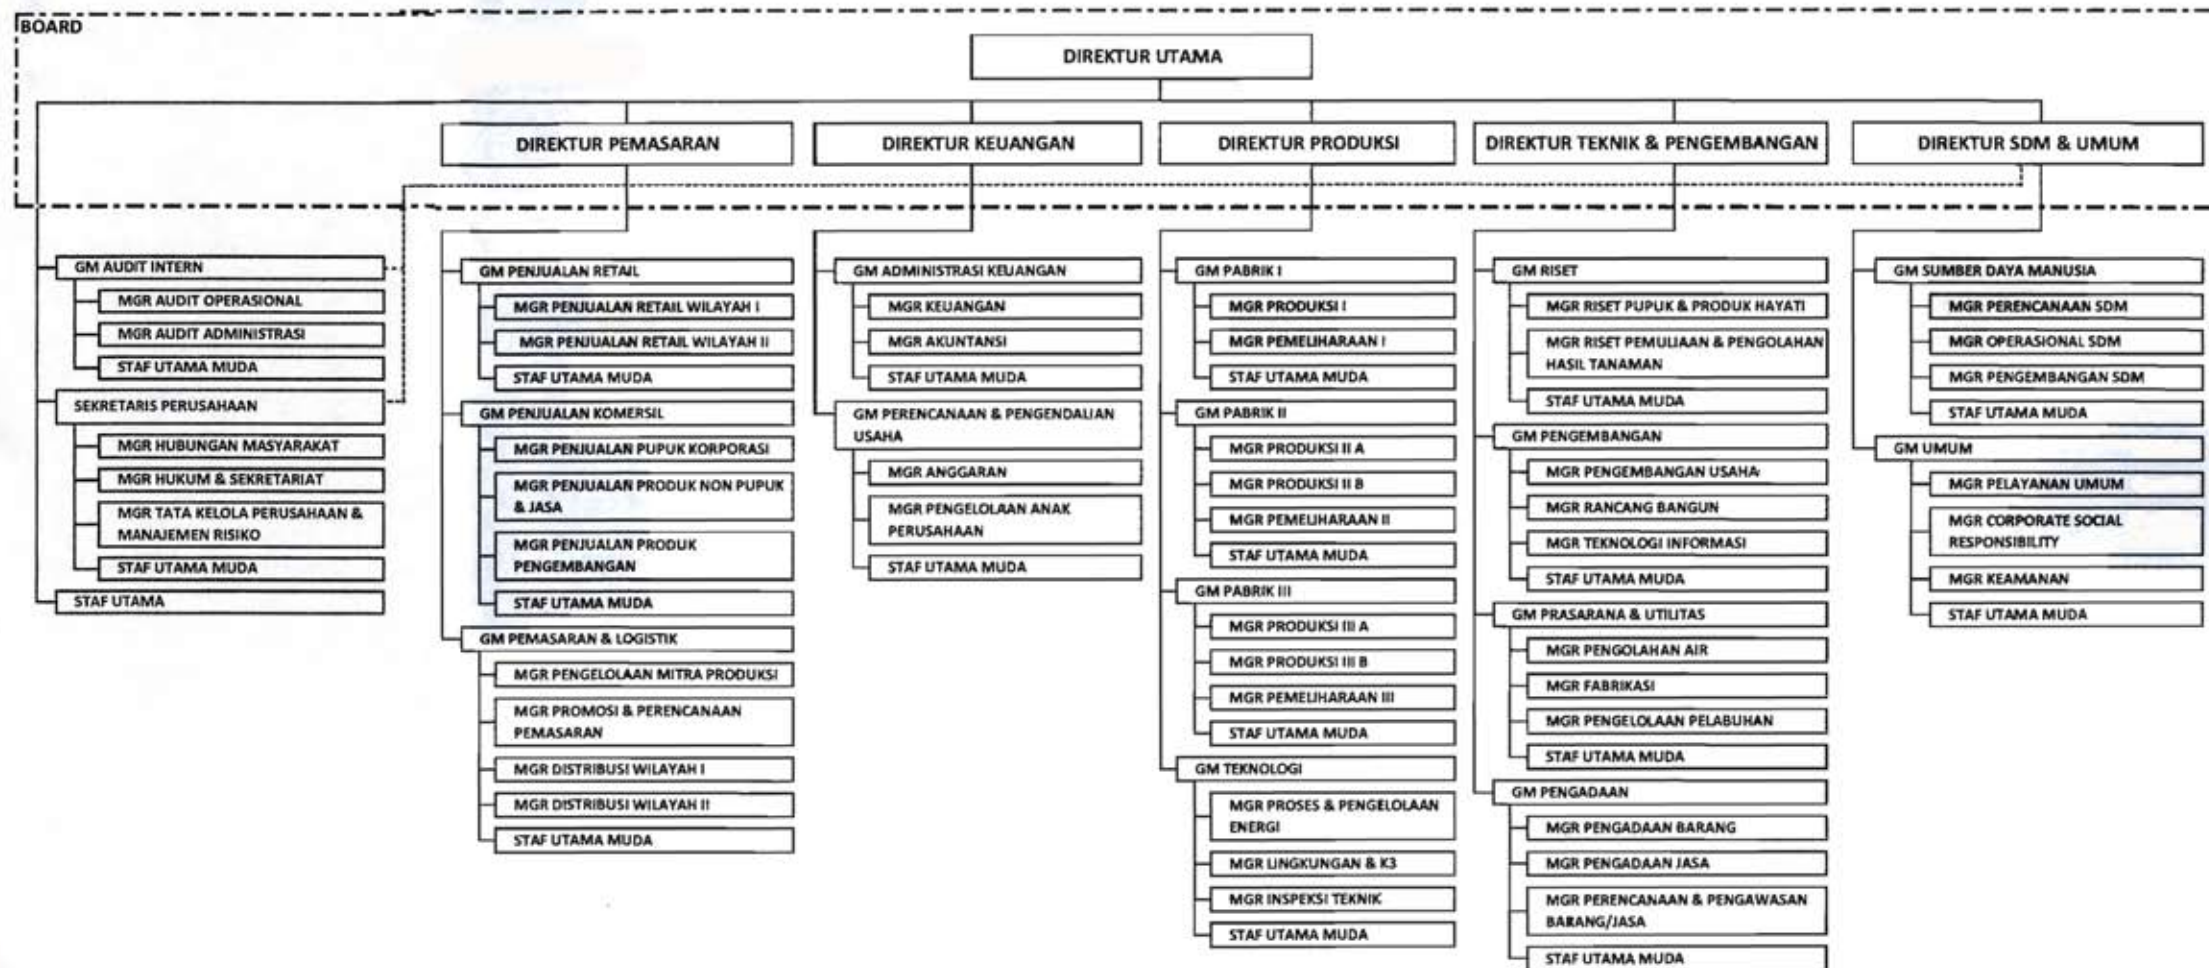 BOARD
DIREKTUR UTAMA
DIREKTUR PEMASARAN
DIREKTUR KEUANGAN
DIREKTUR PRODUKSI
DIREKTUR TEKNIK & PENGEMBANGAN
DIREKTUR SDM & UMUM
GM AUDIT INTERN
MGR AUDIT OPERASIONAL
MGR AUDIT ADMINISTRASI
STAF UTAMA MUDA
SEKRETARIS PERUSAHAAN
MGR HUBUNGAN MASYARAKAT
MGR HUKUM & SEKRETARIAT
MGR TATA KELOLA PERUSAHAAN &
MANAJEMEN RISIKO
STAF UTAMA MUDA
STAF UTAMA
GM PENJUALAN RETAIL
MGR PENJUALAN RETAIL WILAYAH I
MGR PENJUALAN RETAIL WILAYAH II
STAF UTAMA MUDA
GM PENJUALAN KOMERSIL
MGR PENJUALAN PUPUK KORPORASI
MGR PENJUALAN PRODUK NON PUPUK
& JASA
MGR PENJUALAN PRODUK
PENGEMBANGAN
STAF UTAMA MUDA
GM PEMASARAN & LOGISTIK
MGR PENGELOLAAN MITRA PRODUKSI
MGR PROMOSI & PERENCANAAN
PEMASARAN
MGR DISTRIBUSI WILAYAH I
MGR DISTRIBUSI WILAYAH II
STAF UTAMA MUDA
GM ADMINISTRASI KEUANGAN
MGR KEUANGAN
MGR AKUNTANSI
STAF UTAMA MUDA
GM PERENCANAAN & PENGENDALIAN
USAHA
MGR ANGGARAN
MGR PENGELOLAAN ANAK
PERUSAHAAN
STAF UTAMA MUDA
GM PABRIK I
MGR PRODUKSI I
MGR PEMELIHARAAN I
STAF UTAMA MUDA
GM PABRIK II
MGR PRODUKSI II A
MGR PRODUKSI II B
MGR PEMELIHARAAN II
STAF UTAMA MUDA
GM PABRIK III
MGR PRODUKSI III A
MGR PRODUKSI III B
MGR PEMELIHARAAN III
STAF UTAMA MUDA
GM TEKNOLOGI
MGR PROSES & PENGELOLAAN
ENERGI
MGR LINGKUNGAN & K3
MGR INSPEKSI TEKNIK
STAF UTAMA MUDA
GM RISET
MGR RISET PUPUK & PRODUK HAYATI
MGR RISET PEMULIAAN & PENGOLAHAN
HASIL TANAMAN
STAF UTAMA MUDA
GM PENGEMBANGAN
MGR PENGEMBANGAN USAHA
MGR RANCANG BANGUN
MGR TEKNOLOGI INFORMASI
STAF UTAMA MUDA
GM PRASARANA & UTILITAS
MGR PENGOLAHAN AIR
MGR FABRIKASI
MGR PENGELOLAAN PELABUHAN
STAF UTAMA MUDA
GM PENGADAAN
MGR PENGADAAN BARANG
MGR PENGADAAN JASA
MGR PERENCANAAN & PENGAWASAN
BARANG/JASA
STAF UTAMA MUDA
GM SUMBER DAYA MANUSIA
MGR PERENCANAAN SDM
MGR OPERASIONAL SDM
MGR PENGEMBANGAN SDM
STAF UTAMA MUDA
GM UMUM
MGR PELAYANAN UMUM
MGR CORPORATE SOCIAL
RESPONSIBILITY
MGR KEAMANAN
STAF UTAMA MUDA